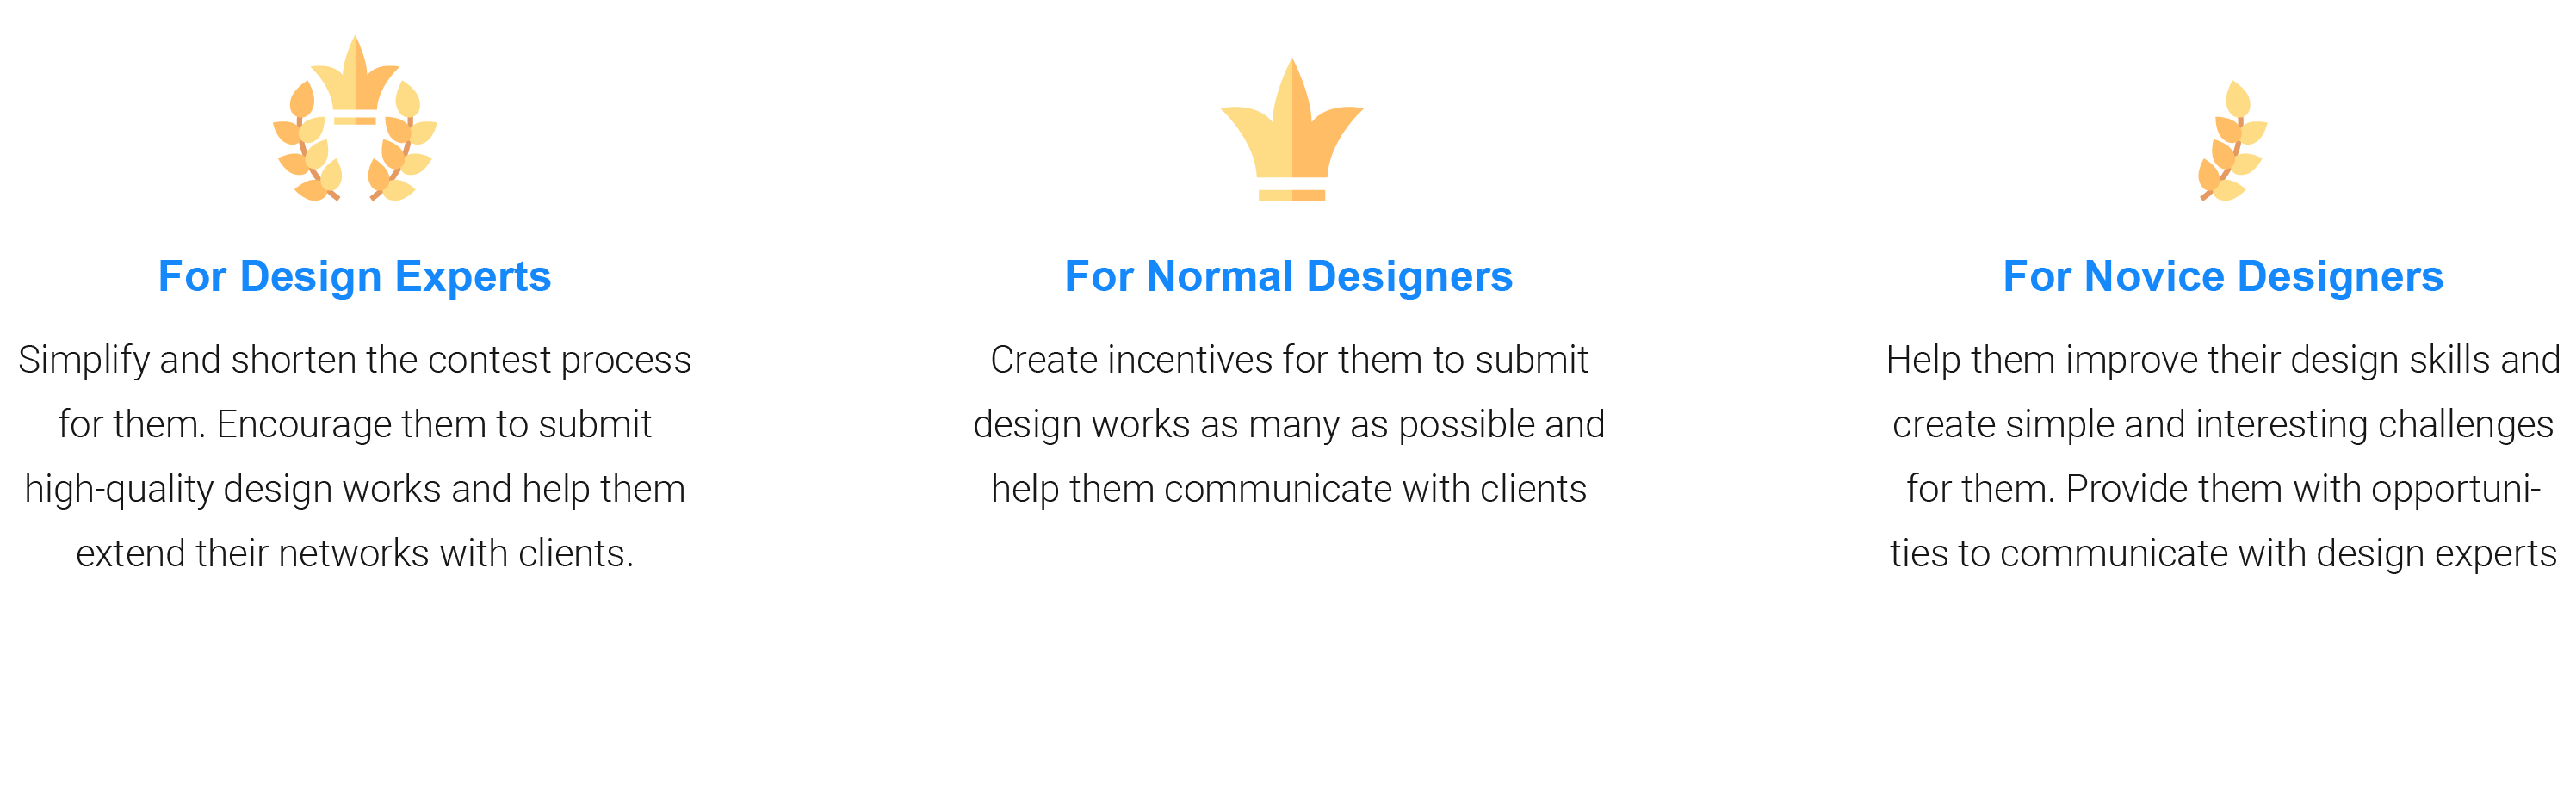 For Design Experts
Simplify and shorten the contest process
for them. Encourage them to submit
high-quality design works and help them
extend their networks with clients.
For Normal Designers
Create incentives for them to submit
design works as many as possible and
help them communicate with clients
For Novice Designers
Help them improve their design skills and
create simple and interesting challenges
for them. Provide them with opportuni-
ties to communicate with design experts